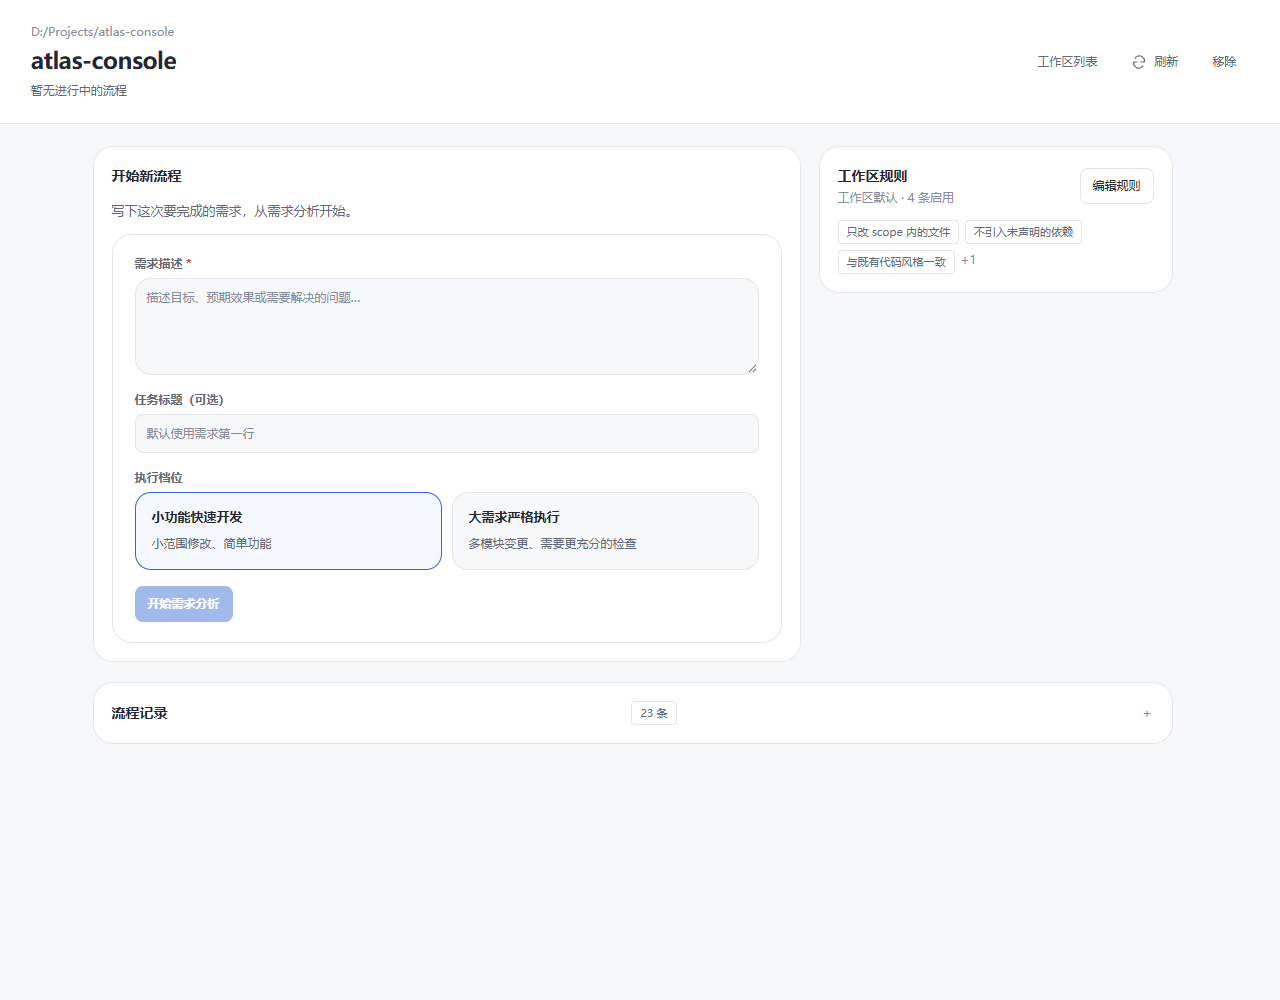 D:/Projects/atlas-console
atlas-console
暂无进行中的流程
工作区列表
刷新
移除
开始新流程
写下这次要完成的需求，从需求分析开始。
需求描述 *
描述目标、预期效果或需要解决的问题...
任务标题（可选）
默认使用需求第一行
执行档位
小功能快速开发
小范围修改、简单功能
大需求严格执行
多模块变更、需要更充分的检查
开始需求分析
工作区规则
工作区默认 · 4 条启用
编辑规则
只改 scope 内的文件
不引入未声明的依赖
与既有代码风格一致
+1
流程记录
23 条
+